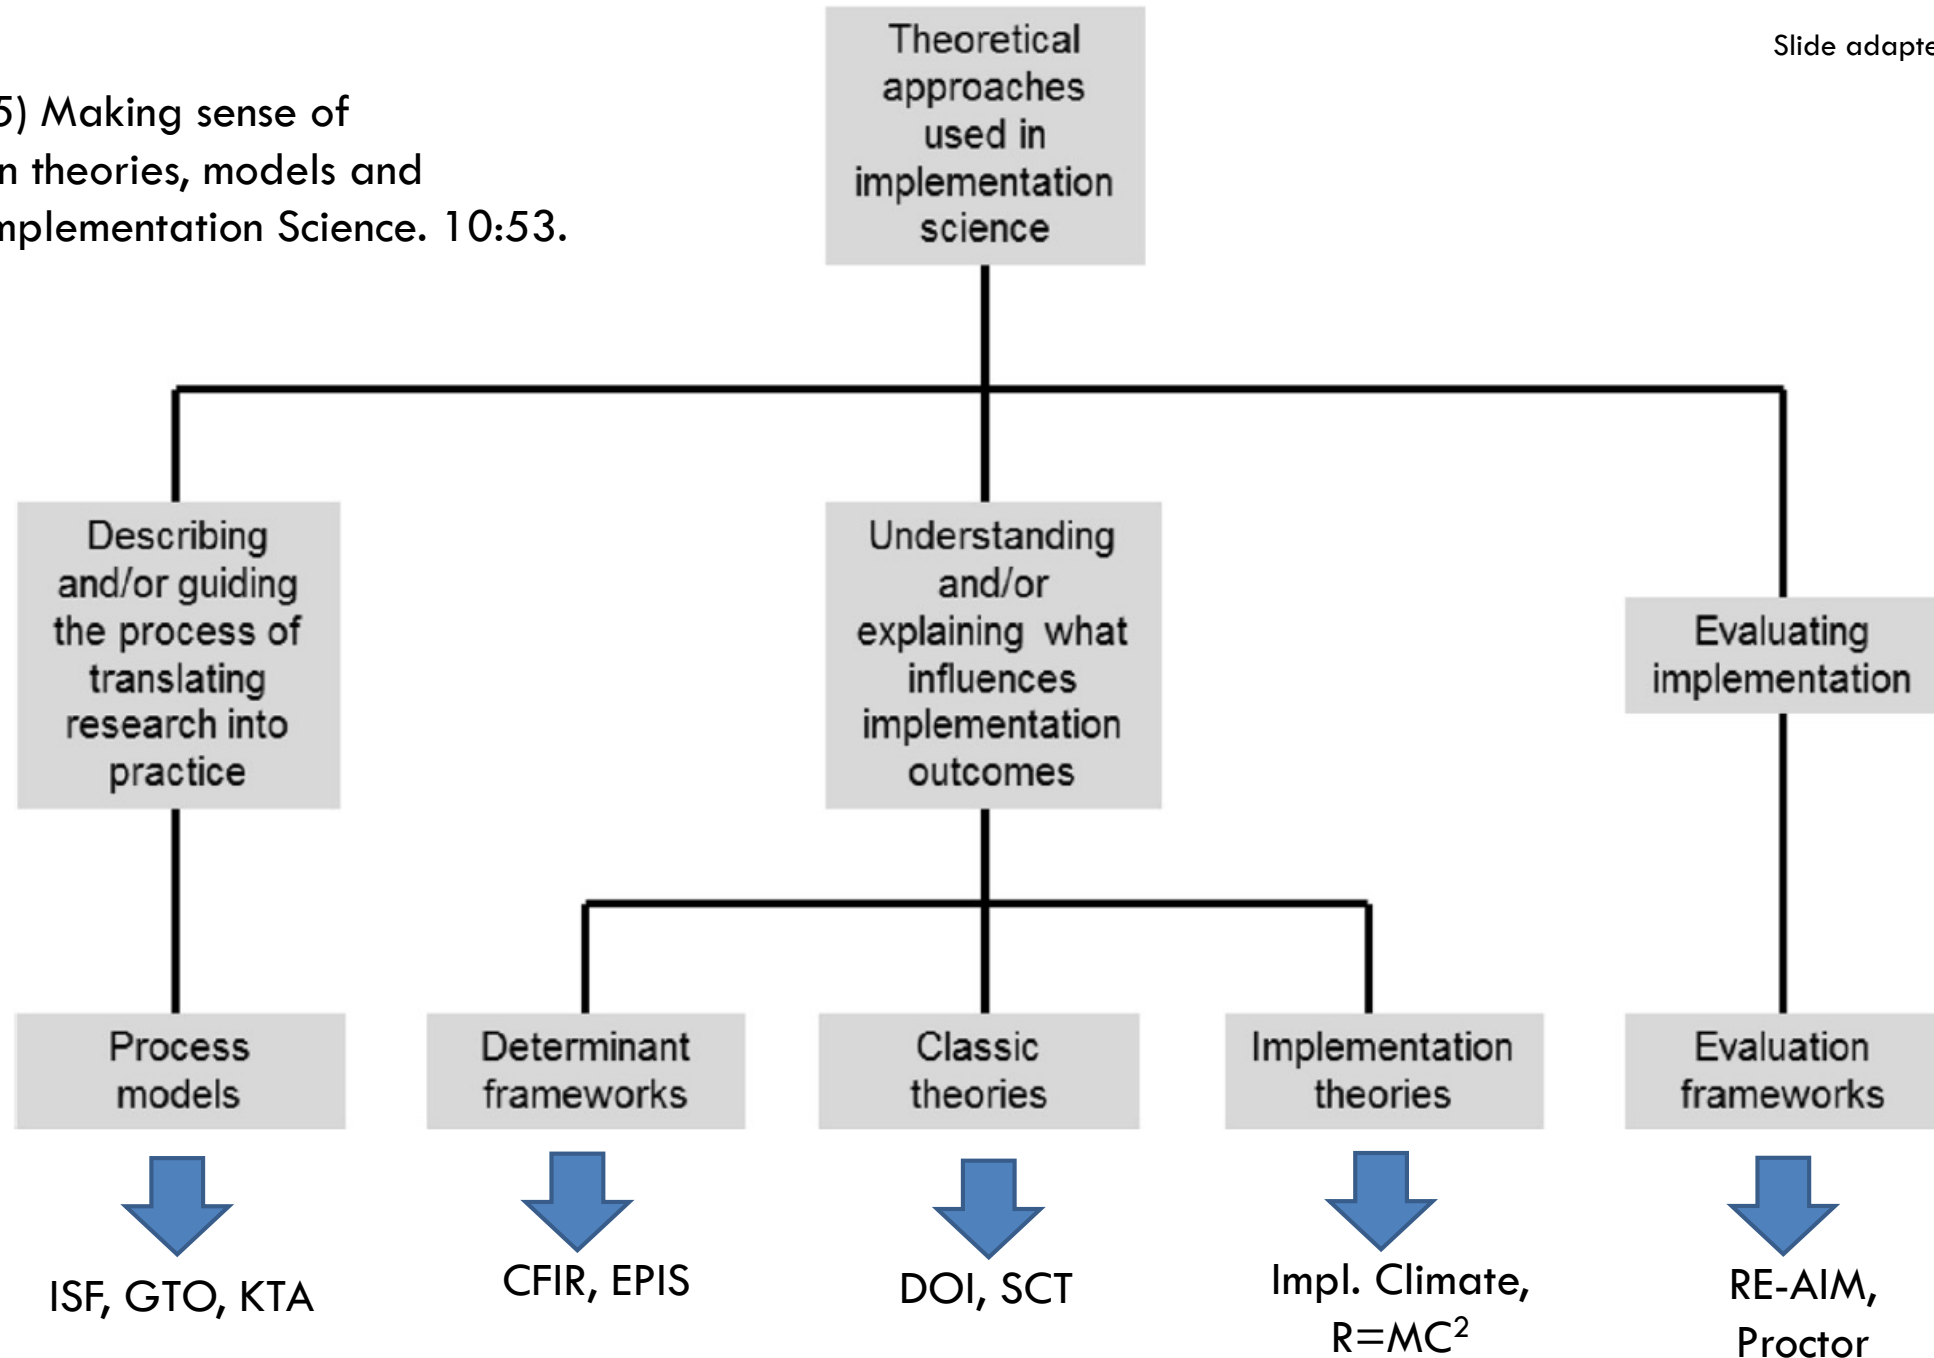 Slide adapte
5) Making sense of
n theories, models and
mplementation Science. 10:53.
Theoretical
approaches
used in
implementation
science
Describing
and/or guiding
the process of
translating
research into
practice
Understanding
and/or
explaining what
influences
implementation
outcomes
Evaluating
implementation
Process
models
Determinant
frameworks
Classic
theories
Implementation
theories
Evaluation
frameworks
ISF, GTO, KTA
CFIR, EPIS
DOI, SCT
Impl. Climate,
R=MC²
RE-AIM,
Proctor